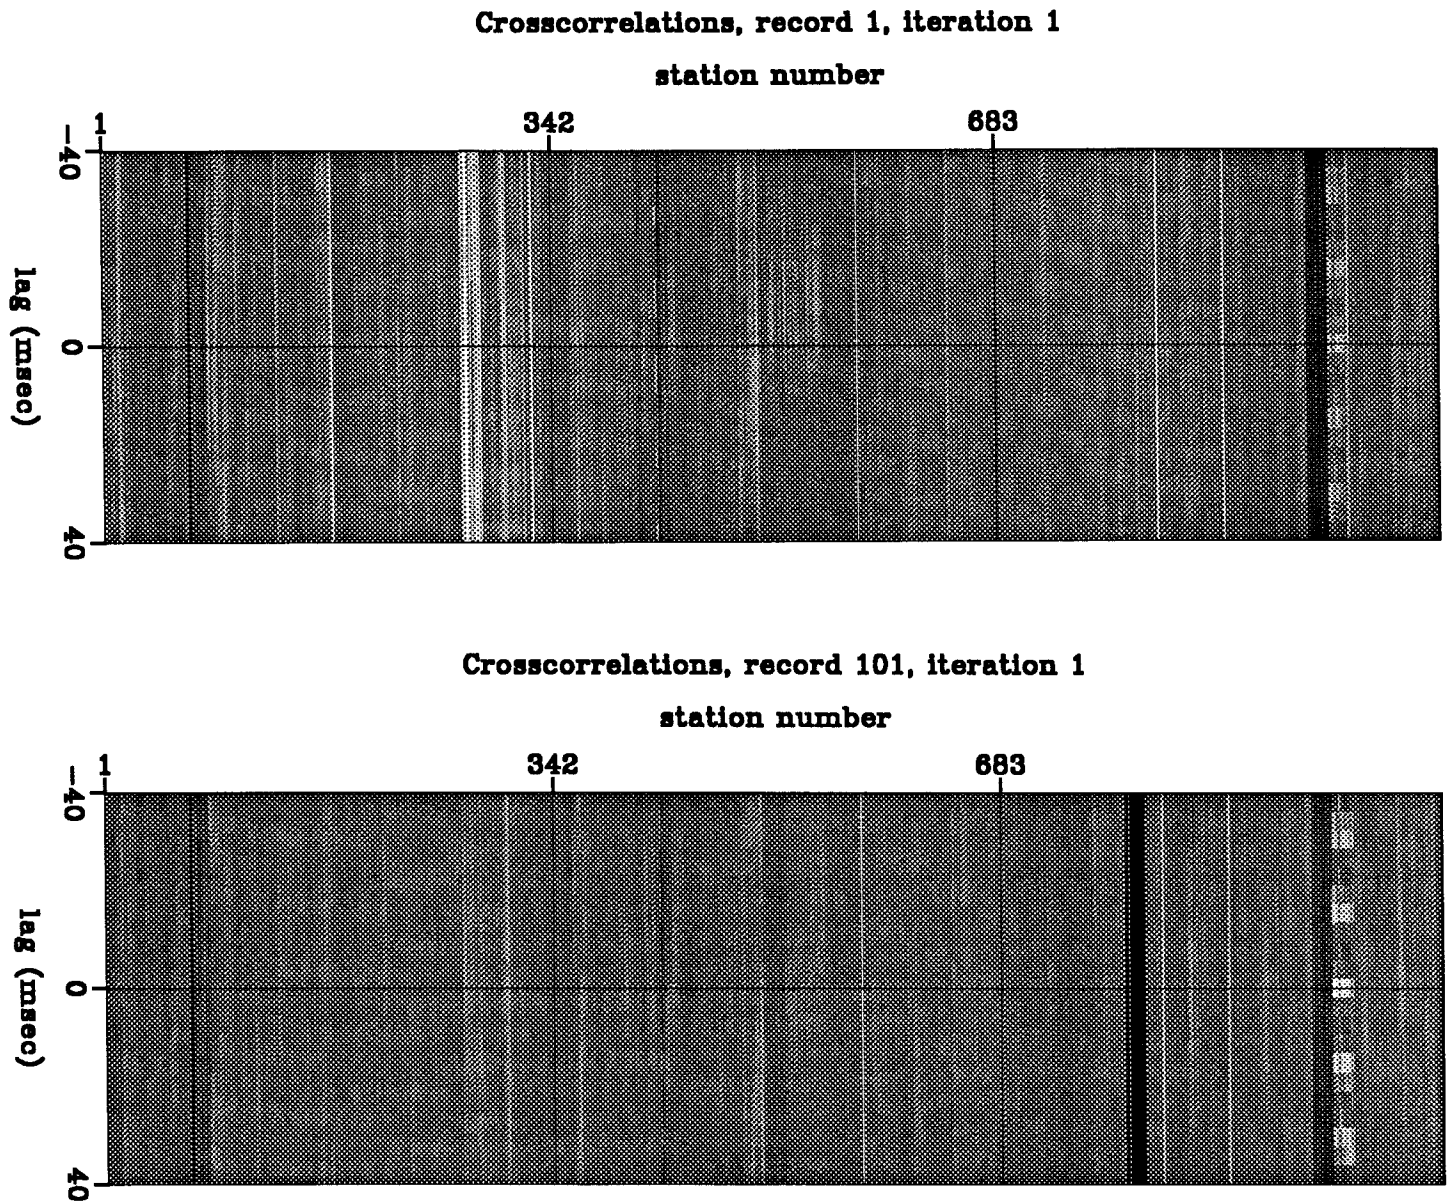 Crosscorrelations, record 1, iteration 1
station number
1 342 683
-40
0
40
lag (msec)
Crosscorrelations, record 101, iteration 1
station number
1 342 683
-40
0
40
lag (msec)